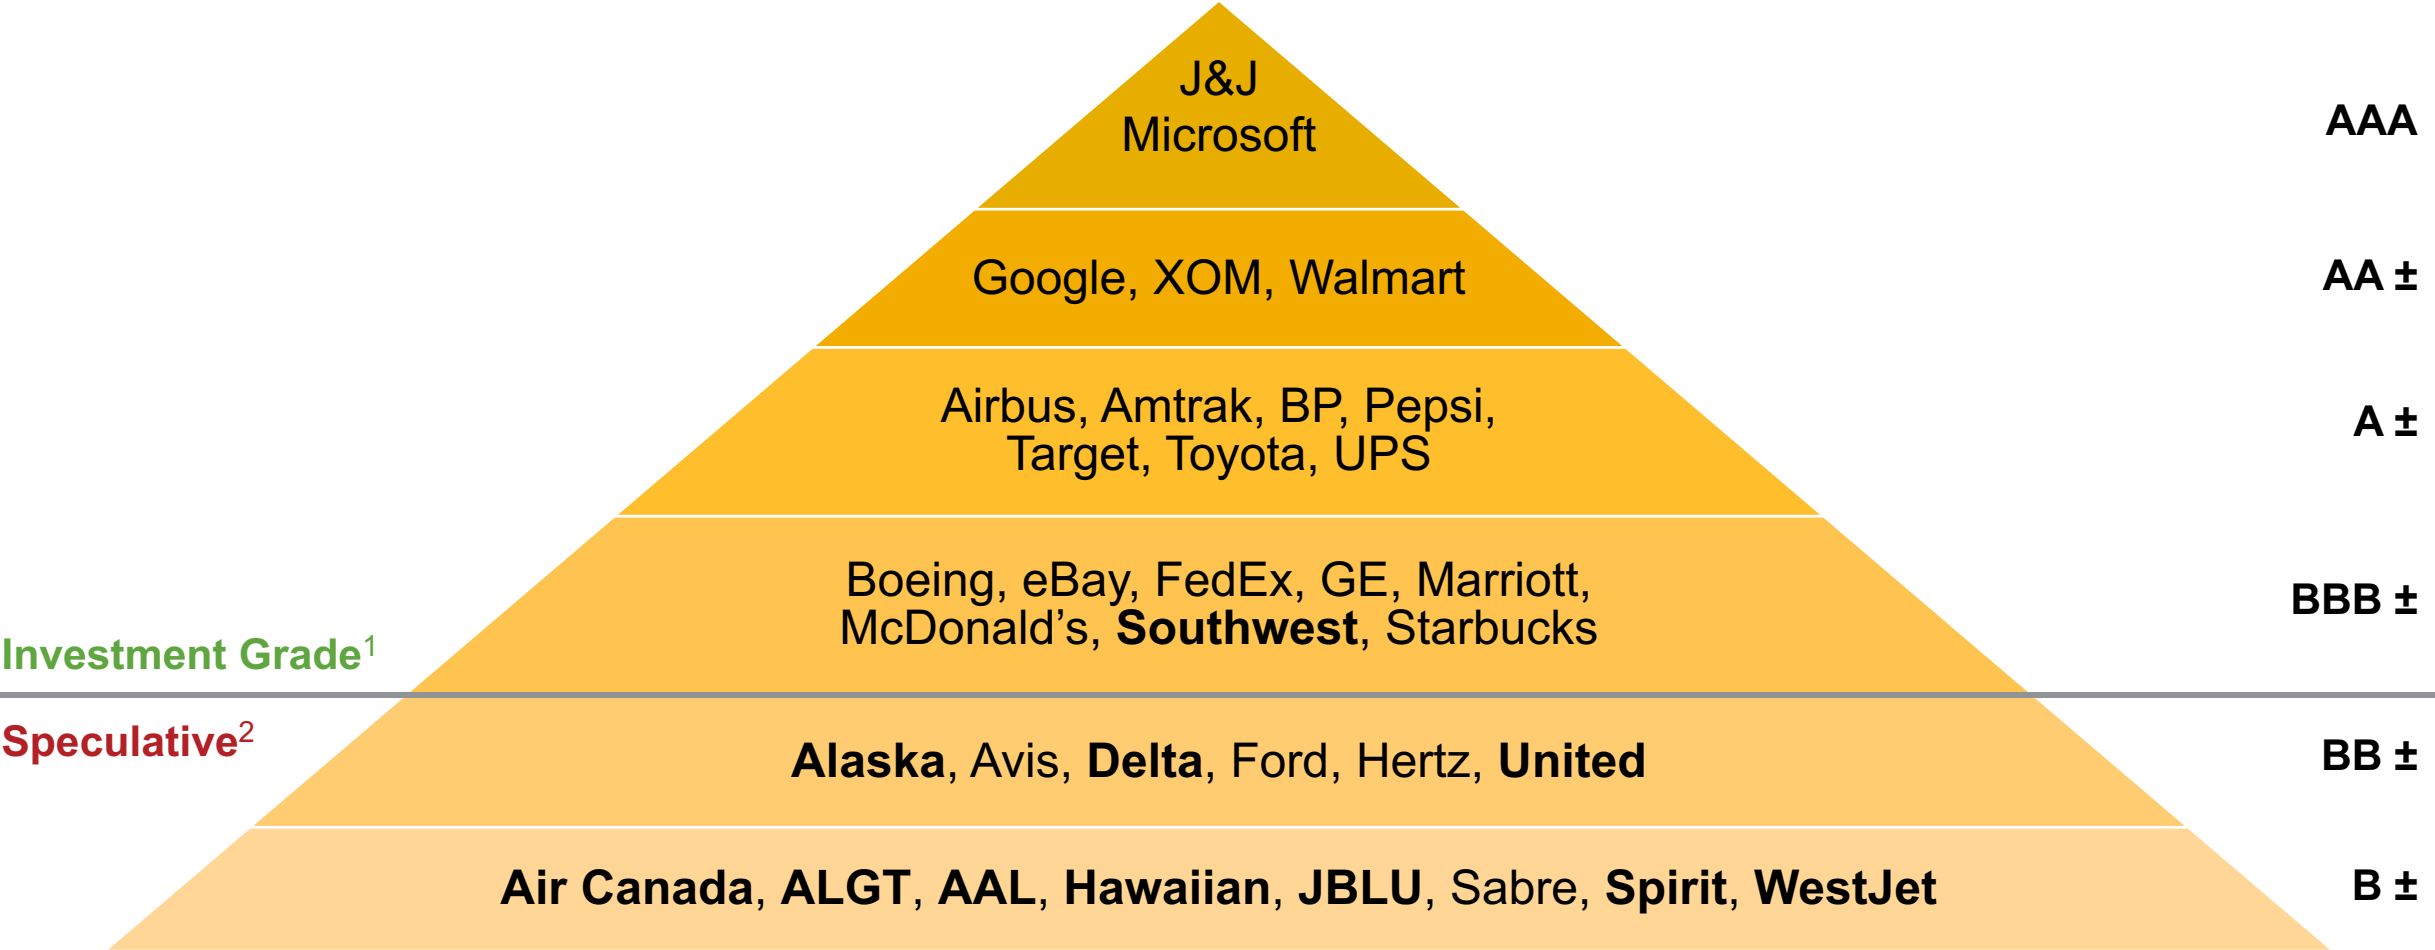 J&J
Microsoft
AAA
Google, XOM, Walmart
AA ±
Airbus, Amtrak, BP, Pepsi,
Target, Toyota, UPS
A ±
Boeing, eBay, FedEx, GE, Marriott,
McDonald’s, Southwest, Starbucks
BBB ±
Investment Grade¹
Speculative²
Alaska, Avis, Delta, Ford, Hertz, United
BB ±
Air Canada, ALGT, AAL, Hawaiian, JBLU, Sabre, Spirit, WestJet
B ±